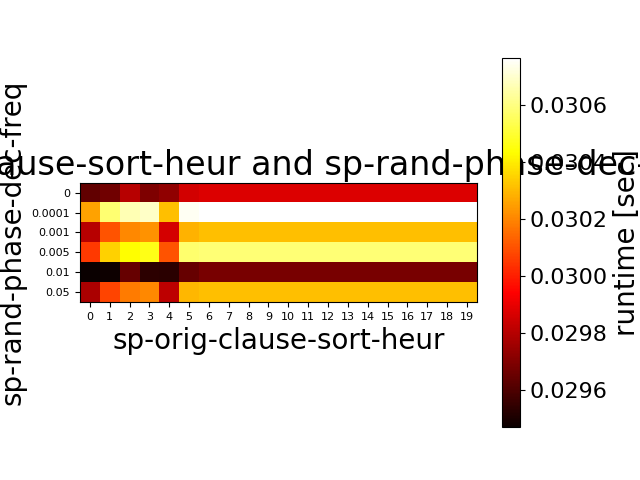 ause-sort-heur and sp-rand-phase-dec-
sp-rand-phase-dec-freq
0
0.0001
0.001
0.005
0.01
0.05
0 1 2 3 4 5 6 7 8 9 10 11 12 13 14 15 16 17 18 19
sp-orig-clause-sort-heur
0.0306
0.0304
0.0302
0.0300
0.0298
0.0296
runtime [sec]